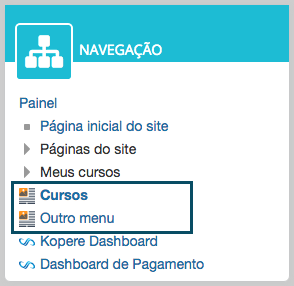 NAVEGAÇÃO
Painel
Página inicial do site
Páginas do site
Meus cursos
Cursos
Outro menu
Kopere Dashboard
Dashboard de Pagamento